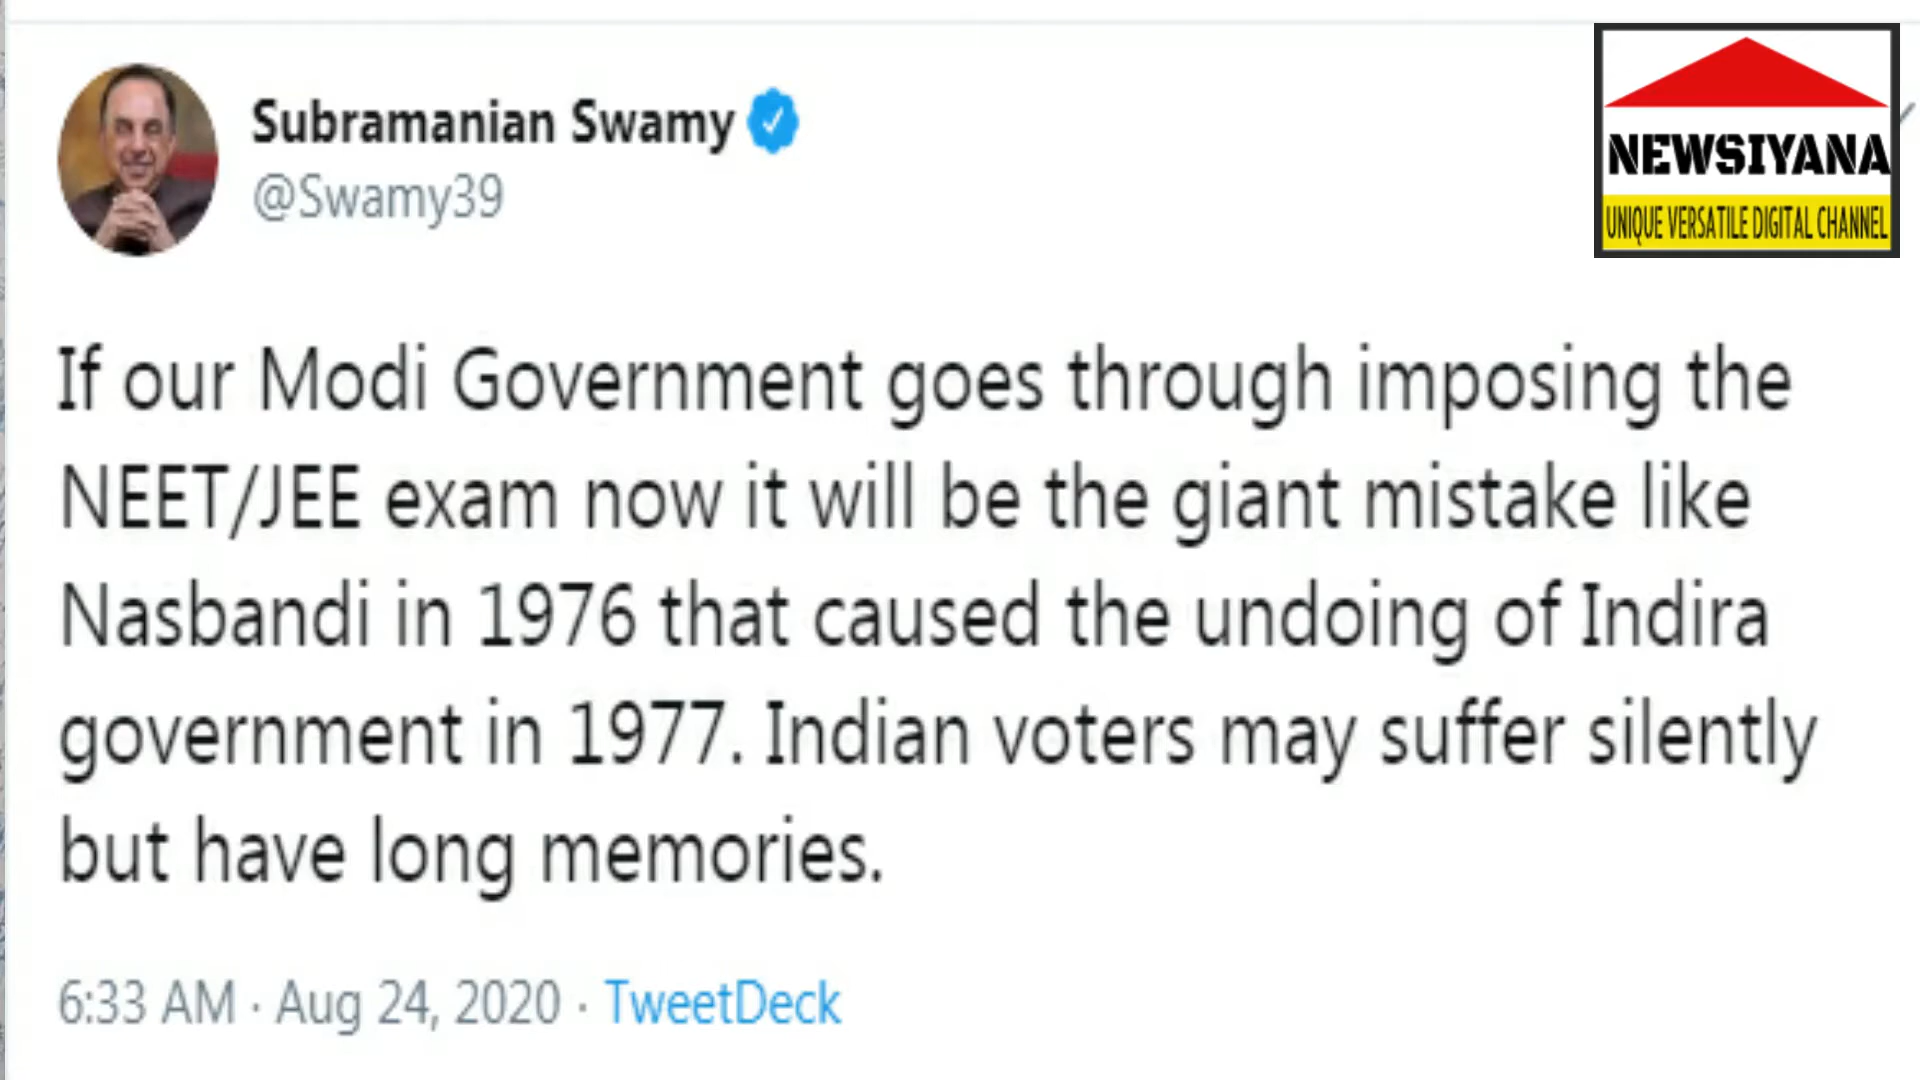 Subramanian Swamy
@Swamy39
NEWSIYANA
UNIQUE VERSATILE DIGITAL CHANNEL
If our Modi Government goes through imposing the
NEET/JEE exam now it will be the giant mistake like
Nasbandi in 1976 that caused the undoing of Indira
government in 1977. Indian voters may suffer silently
but have long memories.
6:33 AM · Aug 24, 2020 · TweetDeck